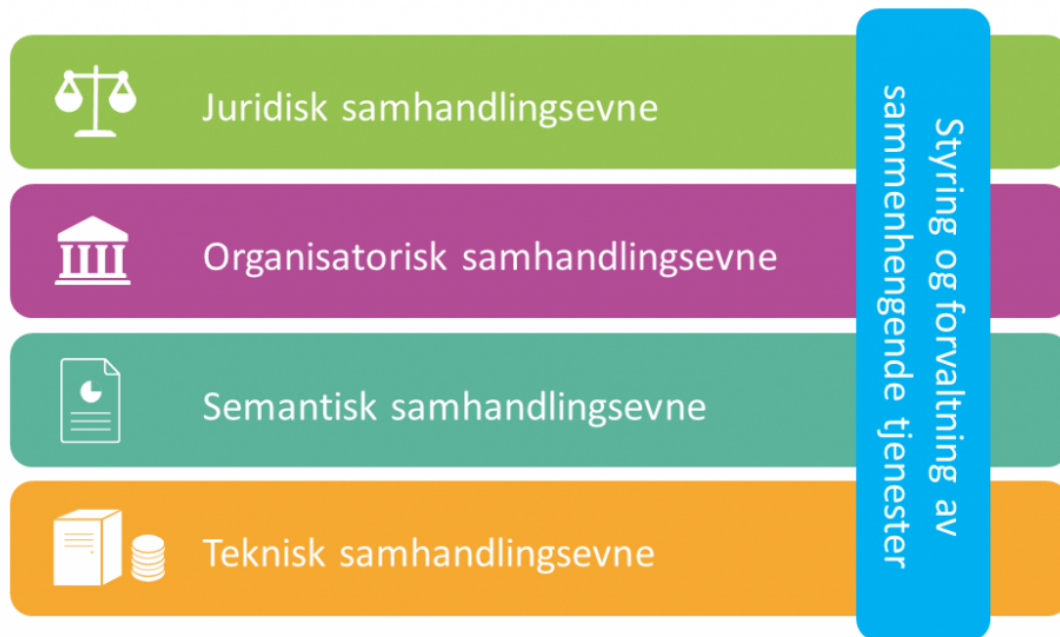 Juridisk samhandlingsevne
Organisatorisk samhandlingsevne
Semantisk samhandlingsevne
Teknisk samhandlingsevne
Styring og forvaltning av
sammenhengende tjenester